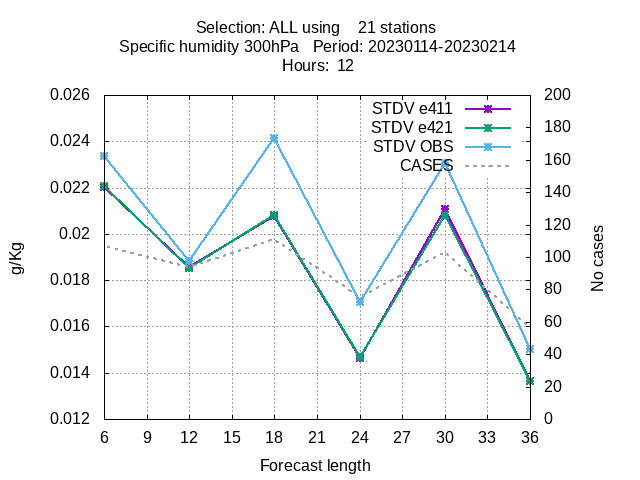 Selection: ALL using    21 stations
Specific humidity 300hPa   Period: 20230114-20230214
Hours:  12
0.026
0.024
0.022
0.02
0.018
0.016
0.014
0.012
g/Kg
STDV e411
STDV e421
STDV OBS
CASES
200
180
160
140
120
100
80
60
40
20
0
No cases
6 9 12 15 18 21 24 27 30 33 36
Forecast length